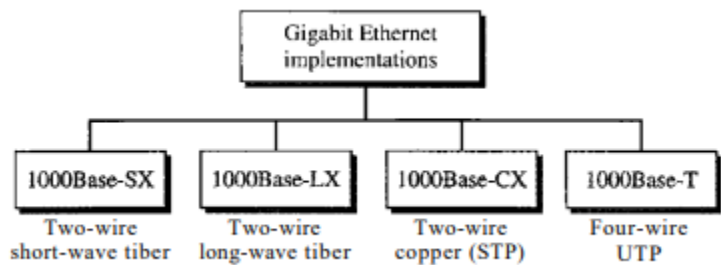 Gigabit Ethernet
implementations
1000Base-SX
1000Base-LX
1000Base-CX
1000Base-T
Two-wire
short-wave tiber
Two-wire
long-wave tiber
Two-wire
copper (STP)
Four-wire
UTP